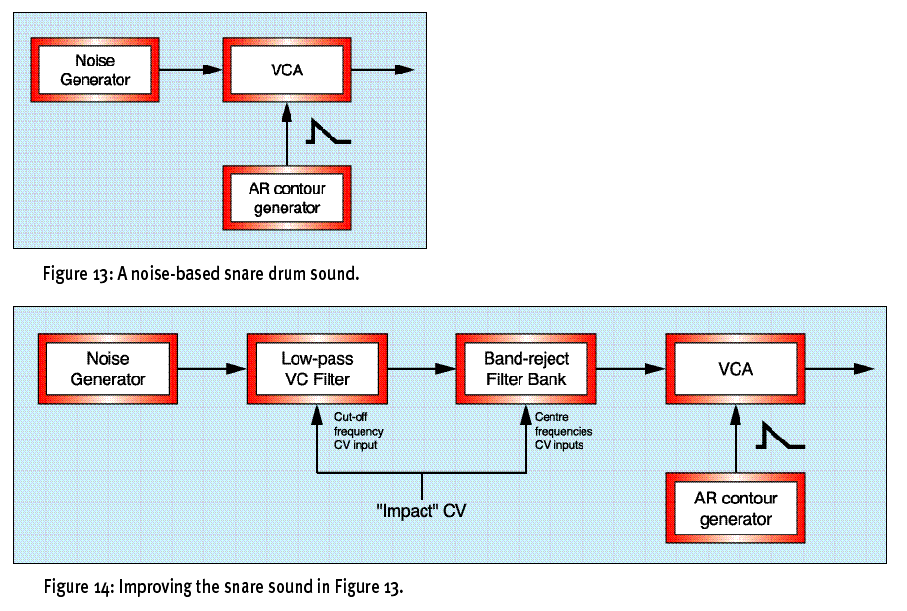 Noise
Generator
VCA
AR contour
generator
Figure 13: A noise-based snare drum sound.
Noise
Generator
Low-pass
VC Filter
Band-reject
Filter Bank
VCA
Cut-off
frequency
CV input
Centre
frequencies
CV inputs
"Impact" CV
AR contour
generator
Figure 14: Improving the snare sound in Figure 13.